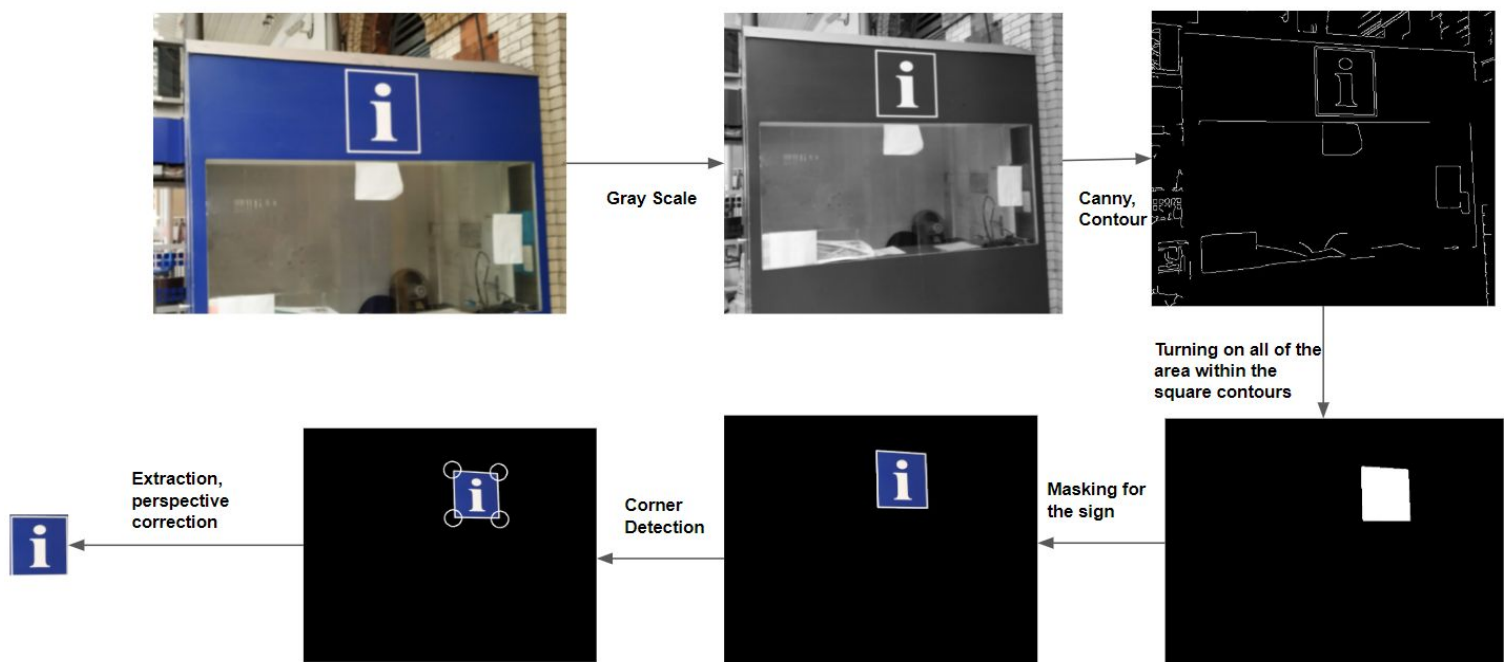 i
i
i
Gray Scale
Canny,
Contour
Turning on all of the
area within the
square contours
Masking for
the sign
i
Corner
Detection
i
Extraction,
perspective
correction
i